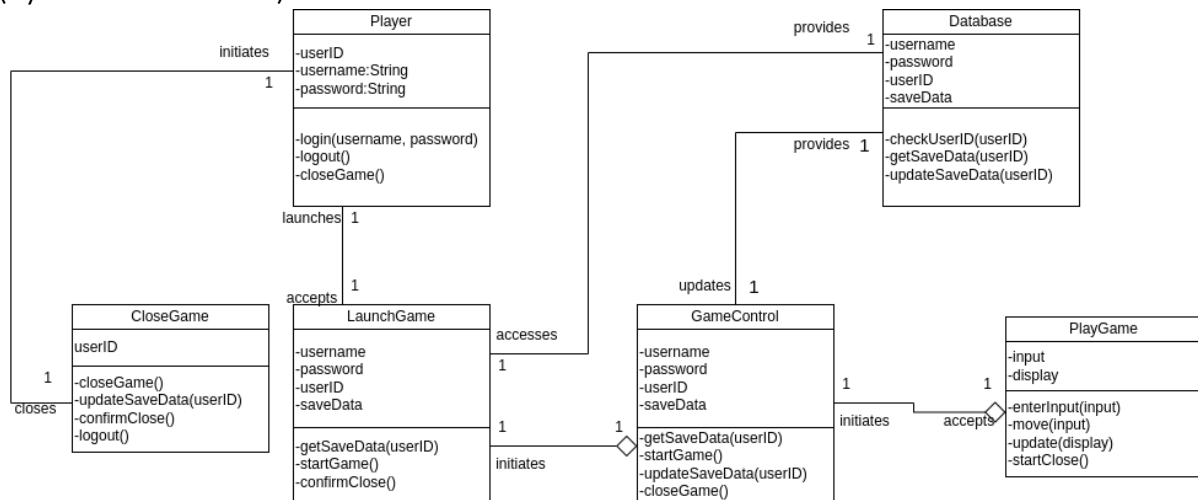 Player
-userID
-username:String
-password:String
-login(username, password)
-logout()
-closeGame()
initiates
1
launches
1
Database
-username
-password
-userID
-saveData
-checkUserID(userID)
-getSaveData(userID)
-updateSaveData(userID)
provides
1
provides
1
1
accepts
updates
1
CloseGame
userID
-closeGame()
-updateSaveData(userID)
-confirmClose()
-logout()
1
closes
LaunchGame
-username
-password
-userID
-saveData
-getSaveData(userID)
-startGame()
-confirmClose()
accesses
1
1
initiates
1
GameControl
-username
-password
-userID
-saveData
-getSaveData(userID)
-startGame()
-updateSaveData(userID)
-closeGame()
1
initiates
1
accepts
PlayGame
-input
-display
-enterInput(input)
-move(input)
-update(display)
-startClose()